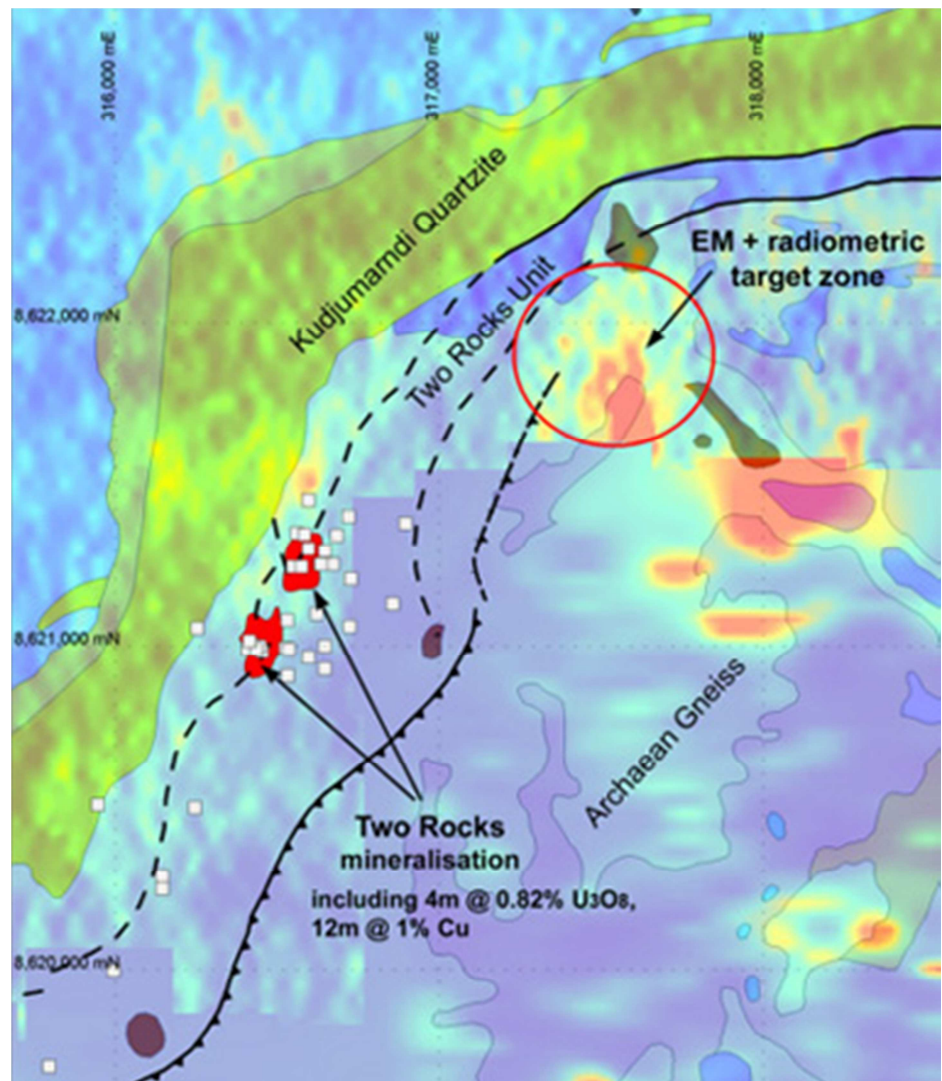 316,000 mE
317,000 mE
318,000 mE
Kudjumarndi Quartzite
EM + radiometric
target zone
Two Rocks Unit
8,622,000 mN
8,621,000 mN
Archaean Gneiss
Two Rocks
mineralisation
including 4m @ 0.82% U3O8,
12m @ 1% Cu
8,620,000 mN